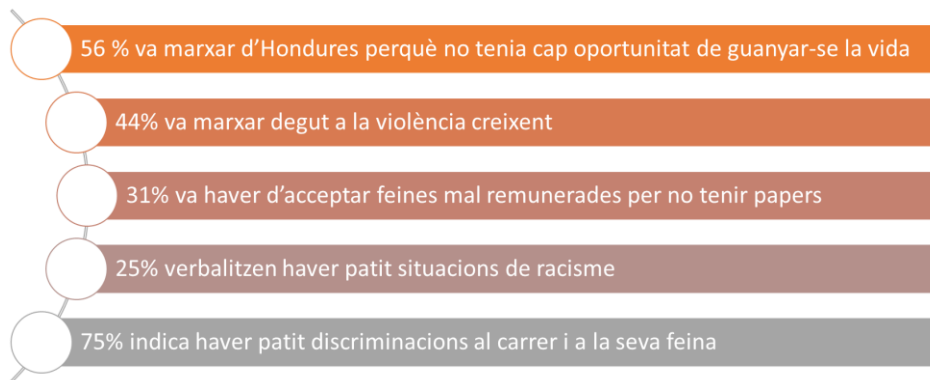 56 % va marxar d’Hondures perquè no tenia cap oportunitat de guanyar-se la vida
44% va marxar degut a la violència creixent
31% va haver d’acceptar feines mal remunerades per no tenir papers
25% verbalitzen haver patit situacions de racisme
75% indica haver patit discriminacions al carrer i a la seva feina